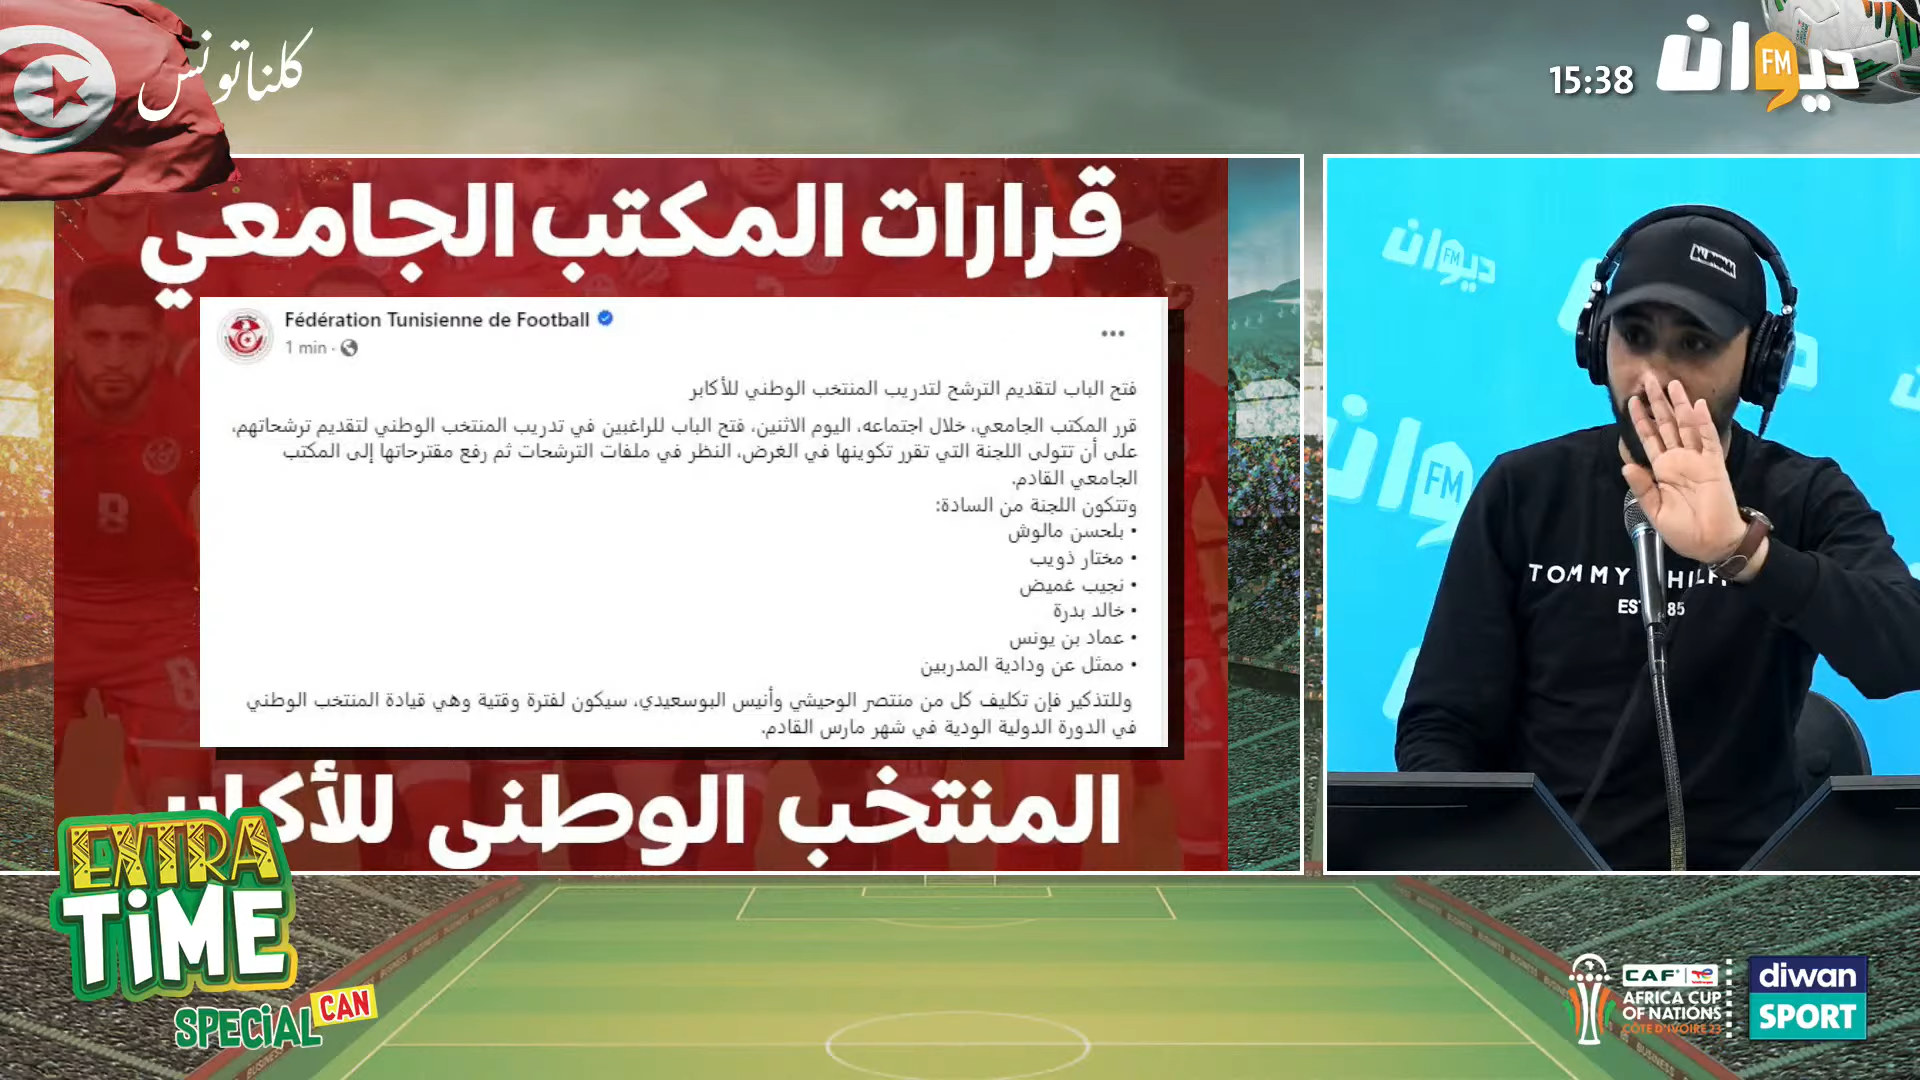 كلنا تونس
15:38
ديوان FM
قرارات المكتب الجامعي
Fédération Tunisienne de Football
1 min ·
فتح الباب لتقديم الترشح لتدريب المنتخب الوطني للأكابر
قرر المكتب الجامعي، خلال اجتماعه، اليوم الاثنين، فتح الباب للراغبين في تدريب المنتخب الوطني لتقديم ترشحاتهم،
على أن تتولى اللجنة التي تقرر تكوينها في الغرض، النظر في ملفات الترشحات ثم رفع مقترحاتها إلى المكتب
الجامعي القادم.
وتتكون اللجنة من السادة:
• بلحسن مالوش
• مختار ذويب
• نجيب غميض
• خالد بدرة
• عماد بن يونس
• ممثل عن ودادية المدربين
وللتذكير فإن تكليف كل من منتصر الوحيشي وأنيس البوسعيدي، سيكون لفترة وقتية وهي قيادة المنتخب الوطني
في الدورة الدولية الودية في شهر مارس القادم.
المنتخب الوطني للأكابر
ديوان FM
FM
TOMMY HILF
EST 85
EXTRA
TiME
SPECiAL CAN
CAF
AFRICA CUP
OF NATIONS
CÔTE D'IVOIRE 23
diwan
SPORT